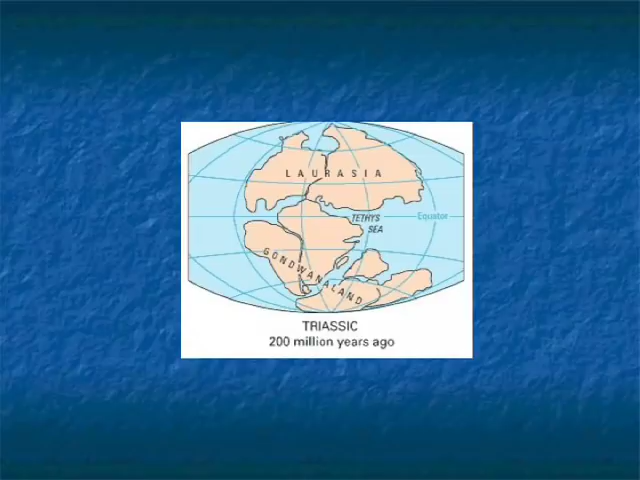 LAURASIA
TETHYS
SEA
Equator
GONDWANALAND
TRIASSIC
200 million years ago